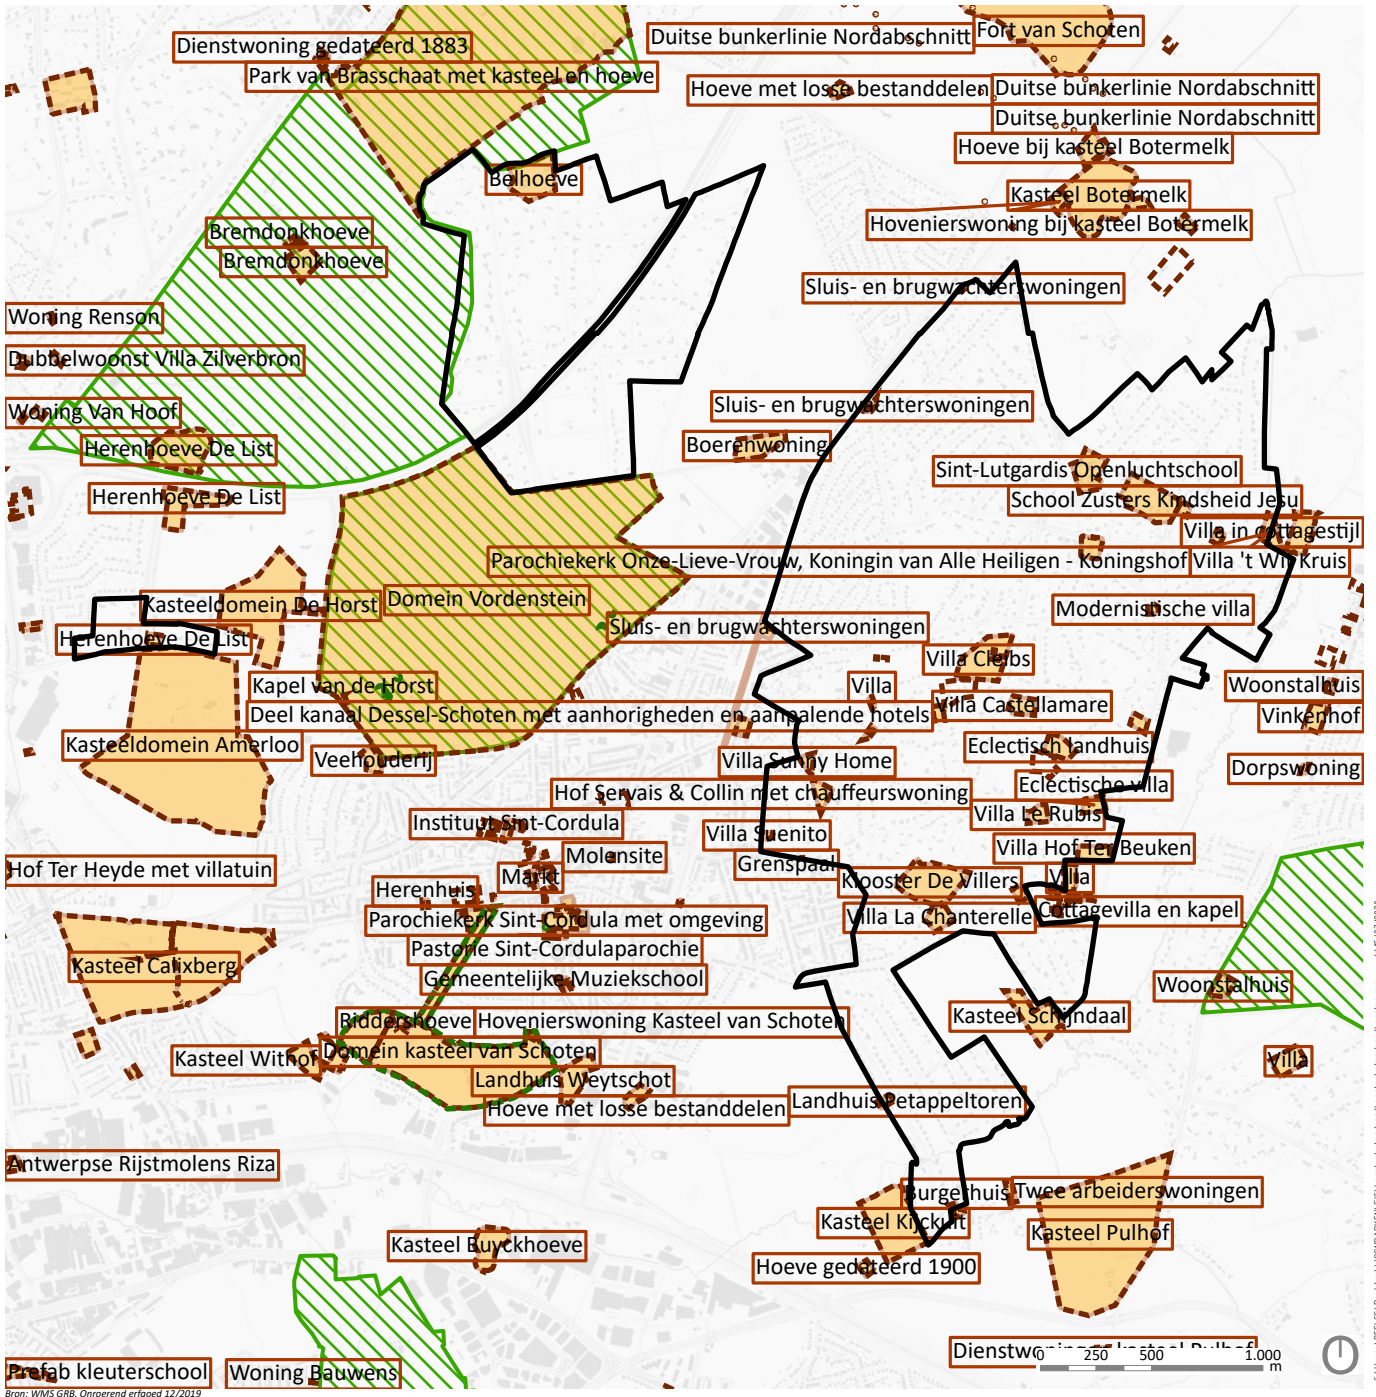 Duitse bunkerlinie Nordabschnitt
Fort van Schoten
Dienstwoning gedateerd 1883
Park van Brasschaat met kasteel en hoeve
Hoeve met losse bestanddelen
Duitse bunkerlinie Nordabschnitt
Duitse bunkerlinie Nordabschnitt
Hoeve bij kasteel Botermelk
Belhoeve
Kasteel Botermelk
Hovenierswoning bij kasteel Botermelk
Bremdonkhoeve
Bremdonkhoeve
Sluis- en brugwachterswoningen
Woning Renson
Dubbelwoonst Villa Zilverbron
Woning Van Hoof
Sluis- en brugwachterswoningen
Herenhoeve De List
Boerenwoning
Sint-Lutgardis Openluchtschool
Herenhoeve De List
School Zusters Kindsheid Jesu
Villa in cottagestijl
Parochiekerk Onze-Lieve-Vrouw, Koningin van Alle Heiligen - Koningshof
Villa 't Wit Kruis
Kasteeldomein De Horst
Domein Vordenstein
Modernistische villa
Herenhoeve De List
Sluis- en brugwachterswoningen
Villa Cleibs
Kapel van de Horst
Villa
Woonstalhuis
Deel kanaal Dessel-Schoten met aanhorigheden en aanpalende hotels
Villa Castellamare
Vinkenhof
Kasteeldomein Amerloo
Veehouderij
Villa Sunny Home
Eclectisch landhuis
Dorpswoning
Hof Servais & Collin met chauffeurswoning
Eclectische villa
Instituut Sint-Cordula
Villa Suenito
Villa Le Rubis
Molensite
Grenspaal
Villa Hof Ter Beuken
Hof Ter Heyde met villatuin
Markt
Klooster De Villers
Villa
Herenhuis
Parochiekerk Sint-Cordula met omgeving
Villa La Chanterelle
Cottagevilla en kapel
Pastorie Sint-Cordulaparochie
Kasteel Calixberg
Gemeentelijke Muziekschool
Woonstalhuis
Riddershoeve
Hovenierswoning Kasteel van Schoten
Kasteel Schijndaal
Kasteel Withof
Domein kasteel van Schoten
Villa
Landhuis Weytschot
Hoeve met losse bestanddelen
Landhuis Petappeltoren
Antwerpse Rijstmolens Riza
Burgerhuis
Twee arbeiderswoningen
Kasteel Kijckuit
Kasteel Pulhof
Kasteel Buyckhoeve
Hoeve gedateerd 1900
0 250 500 1.000
m
Prefab kleuterschool
Woning Bauwens
Bron: WMS GRB, Onroerend erfgoed 12/2019